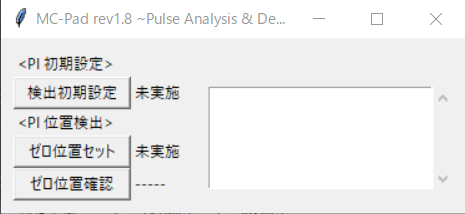 MC-Pad rev1.8 ~Pulse Analysis & De...
<PI 初期設定>
検出初期設定 未実施
<PI 位置検出>
ゼロ位置セット 未実施
ゼロ位置確認 -----